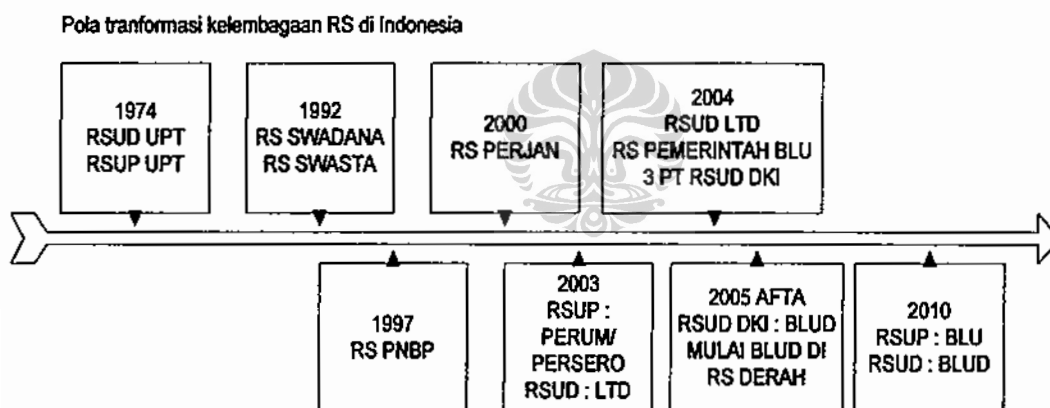 Pola tranformasi kelembagaan RS di Indonesia
1974
RSUD UPT
RSUP UPT
1992
RS SWADANA
RS SWASTA
2000
RS PERJAN
2004
RSUD LTD
RS PEMERINTAH BLU
3 PT RSUD DKI
1997
RS PNBP
2003
RSUP :
PERUM/
PERSERO
RSUD : LTD
2005 AFTA
RSUD DKI : BLUD
MULAI BLUD DI
RS DERAH
2010
RSUP : BLU
RSUD : BLUD